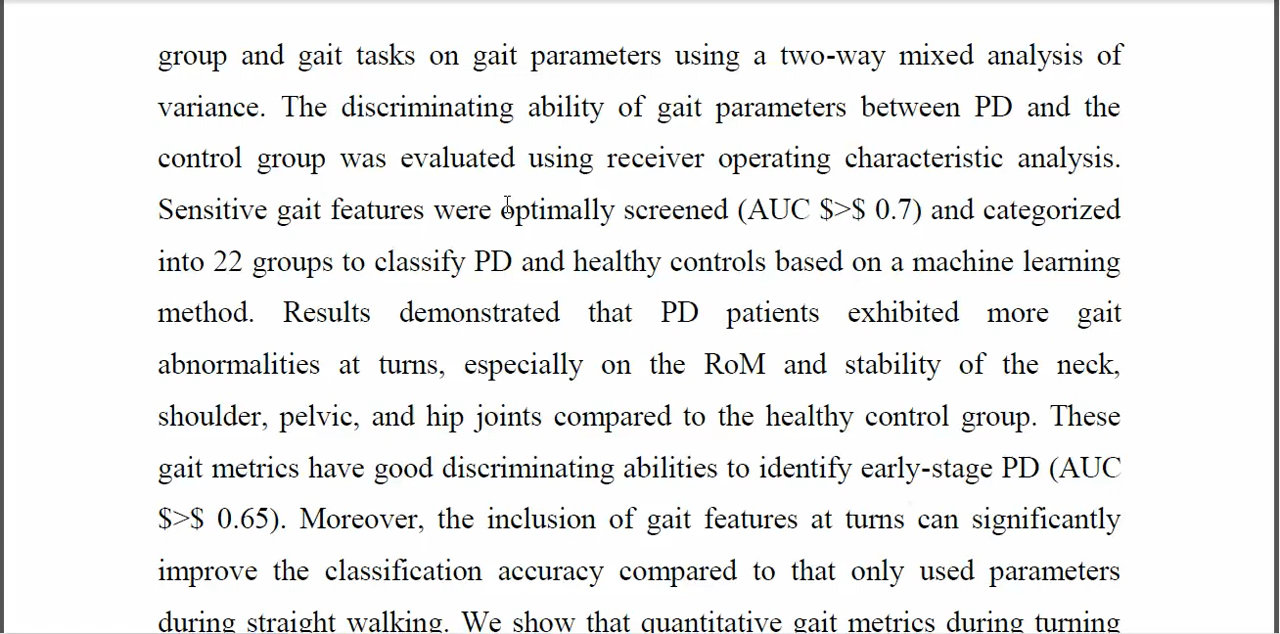 group and gait tasks on gait parameters using a two-way mixed analysis of
variance. The discriminating ability of gait parameters between PD and the
control group was evaluated using receiver operating characteristic analysis.
Sensitive gait features were optimally screened (AUC $>$ 0.7) and categorized
into 22 groups to classify PD and healthy controls based on a machine learning
method. Results demonstrated that PD patients exhibited more gait
abnormalities at turns, especially on the RoM and stability of the neck,
shoulder, pelvic, and hip joints compared to the healthy control group. These
gait metrics have good discriminating abilities to identify early-stage PD (AUC
$>$ 0.65). Moreover, the inclusion of gait features at turns can significantly
improve the classification accuracy compared to that only used parameters
during straight walking. We show that quantitative gait metrics during turning